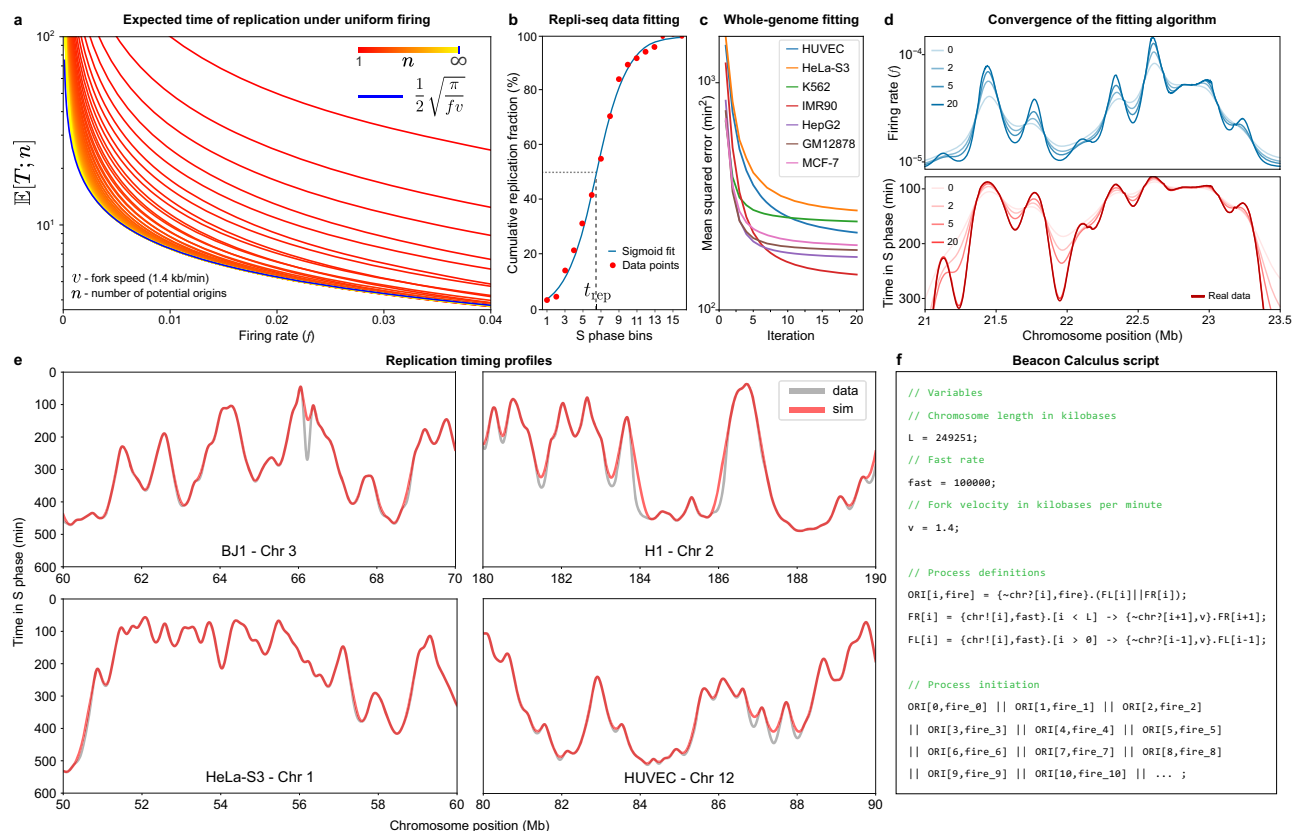 a
Expected time of replication under uniform firing
10²
10¹
𝔼[T; n]
1 n ∞
1/2 √(π/fv)
v - fork speed (1.4 kb/min)
n - number of potential origins
0 0.01 0.02 0.03 0.04
Firing rate (f)
b
Repli-seq data fitting
Cumulative replication fraction (%)
100
80
60
40
20
0
Sigmoid fit
Data points
t_rep
1 3 5 7 9 11 13 15
S phase bins
c
Whole-genome fitting
Mean squared error (min²)
10³
10²
HUVEC
HeLa-S3
K562
IMR90
HepG2
GM12878
MCF-7
0 5 10 15 20
Iteration
d
Convergence of the fitting algorithm
Firing rate (f)
10⁻⁴
10⁻⁵
0
2
5
20
Time in S phase (min)
100
200
300
0
2
5
20
Real data
21 21.5 22 22.5 23 23.5
Chromosome position (Mb)
e
Replication timing profiles
Time in S phase (min)
0
100
200
300
400
500
600
BJ1 - Chr 3
60 62 64 66 68 70
data
sim
H1 - Chr 2
180 182 184 186 188 190
0
100
200
300
400
500
600
HeLa-S3 - Chr 1
50 52 54 56 58 60
HUVEC - Chr 12
80 82 84 86 88 90
Chromosome position (Mb)
f
Beacon Calculus script
// Variables
// Chromosome length in kilobases
L = 249251;
// Fast rate
fast = 100000;
// Fork velocity in kilobases per minute
v = 1.4;
// Process definitions
ORI[i,fire] = {~chr?[i],fire}.(FL[i]||FR[i]);
FR[i] = {chr![i],fast}.[i < L] -> {~chr?[i+1],v}.FR[i+1];
FL[i] = {chr![i],fast}.[i > 0] -> {~chr?[i-1],v}.FL[i-1];
// Process initiation
ORI[0,fire_0] || ORI[1,fire_1] || ORI[2,fire_2]
|| ORI[3,fire_3] || ORI[4,fire_4] || ORI[5,fire_5]
|| ORI[6,fire_6] || ORI[7,fire_7] || ORI[8,fire_8]
|| ORI[9,fire_9] || ORI[10,fire_10] || ... ;